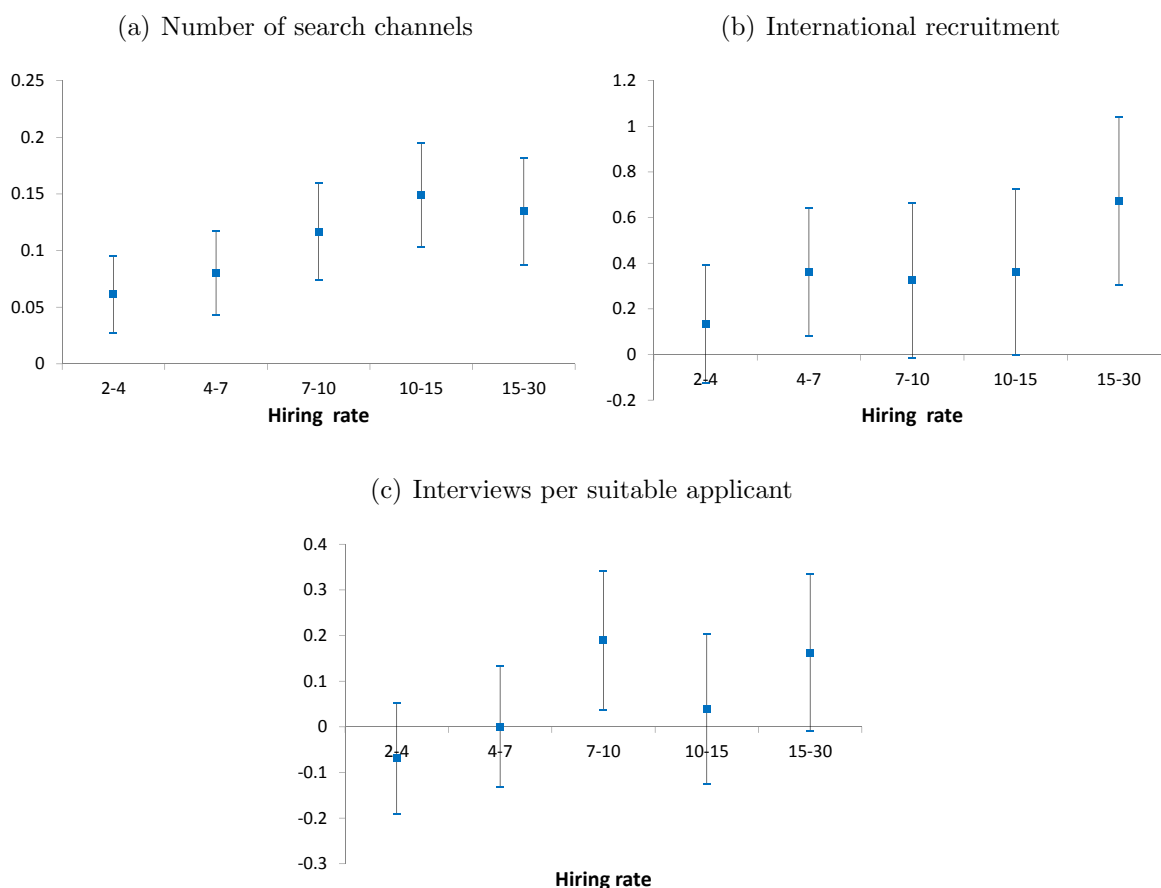 (a) Number of search channels
0.25
0.2
0.15
0.1
0.05
0
2-4 4-7 7-10 10-15 15-30
Hiring rate
(b) International recruitment
1.2
1
0.8
0.6
0.4
0.2
0
-0.2
2-4 4-7 7-10 10-15 15-30
Hiring rate
(c) Interviews per suitable applicant
0.4
0.3
0.2
0.1
0
-0.1
-0.2
-0.3
2-4 4-7 7-10 10-15 15-30
Hiring rate